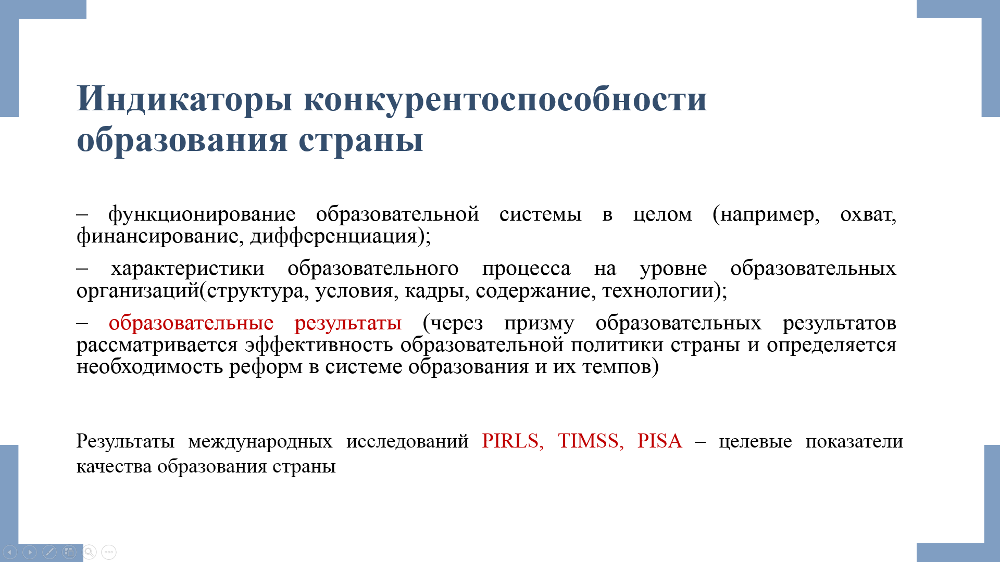 Индикаторы конкурентоспособности
образования страны
– функционирование образовательной системы в целом (например, охват,
финансирование, дифференциация);
– характеристики образовательного процесса на уровне образовательных
организаций(структура, условия, кадры, содержание, технологии);
– образовательные результаты (через призму образовательных результатов
рассматривается эффективность образовательной политики страны и определяется
необходимость реформ в системе образования и их темпов)
Результаты международных исследований PIRLS, TIMSS, PISA – целевые показатели
качества образования страны